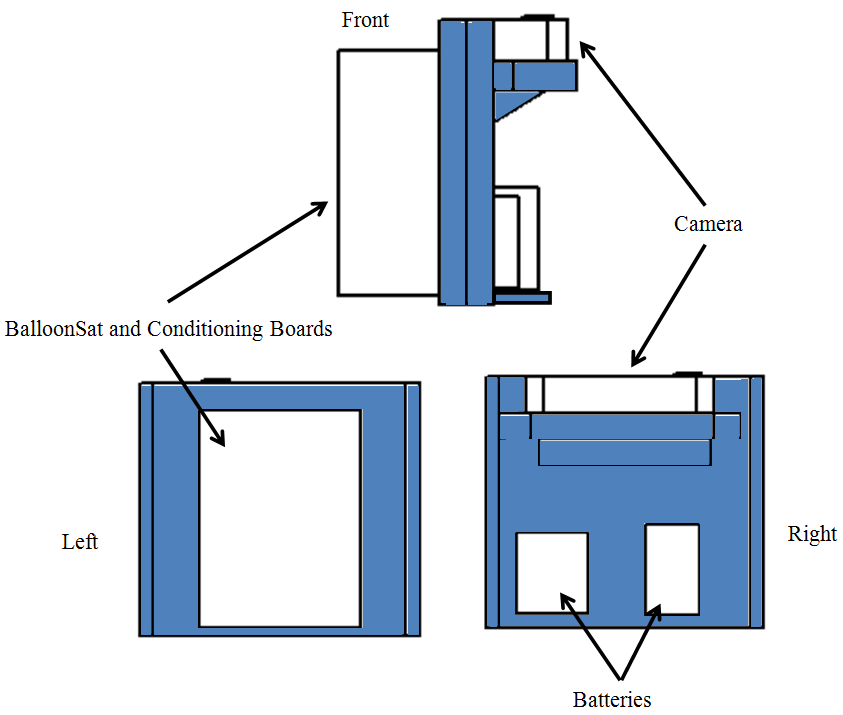 Front
Camera
BalloonSat and Conditioning Boards
Left
Right
Batteries